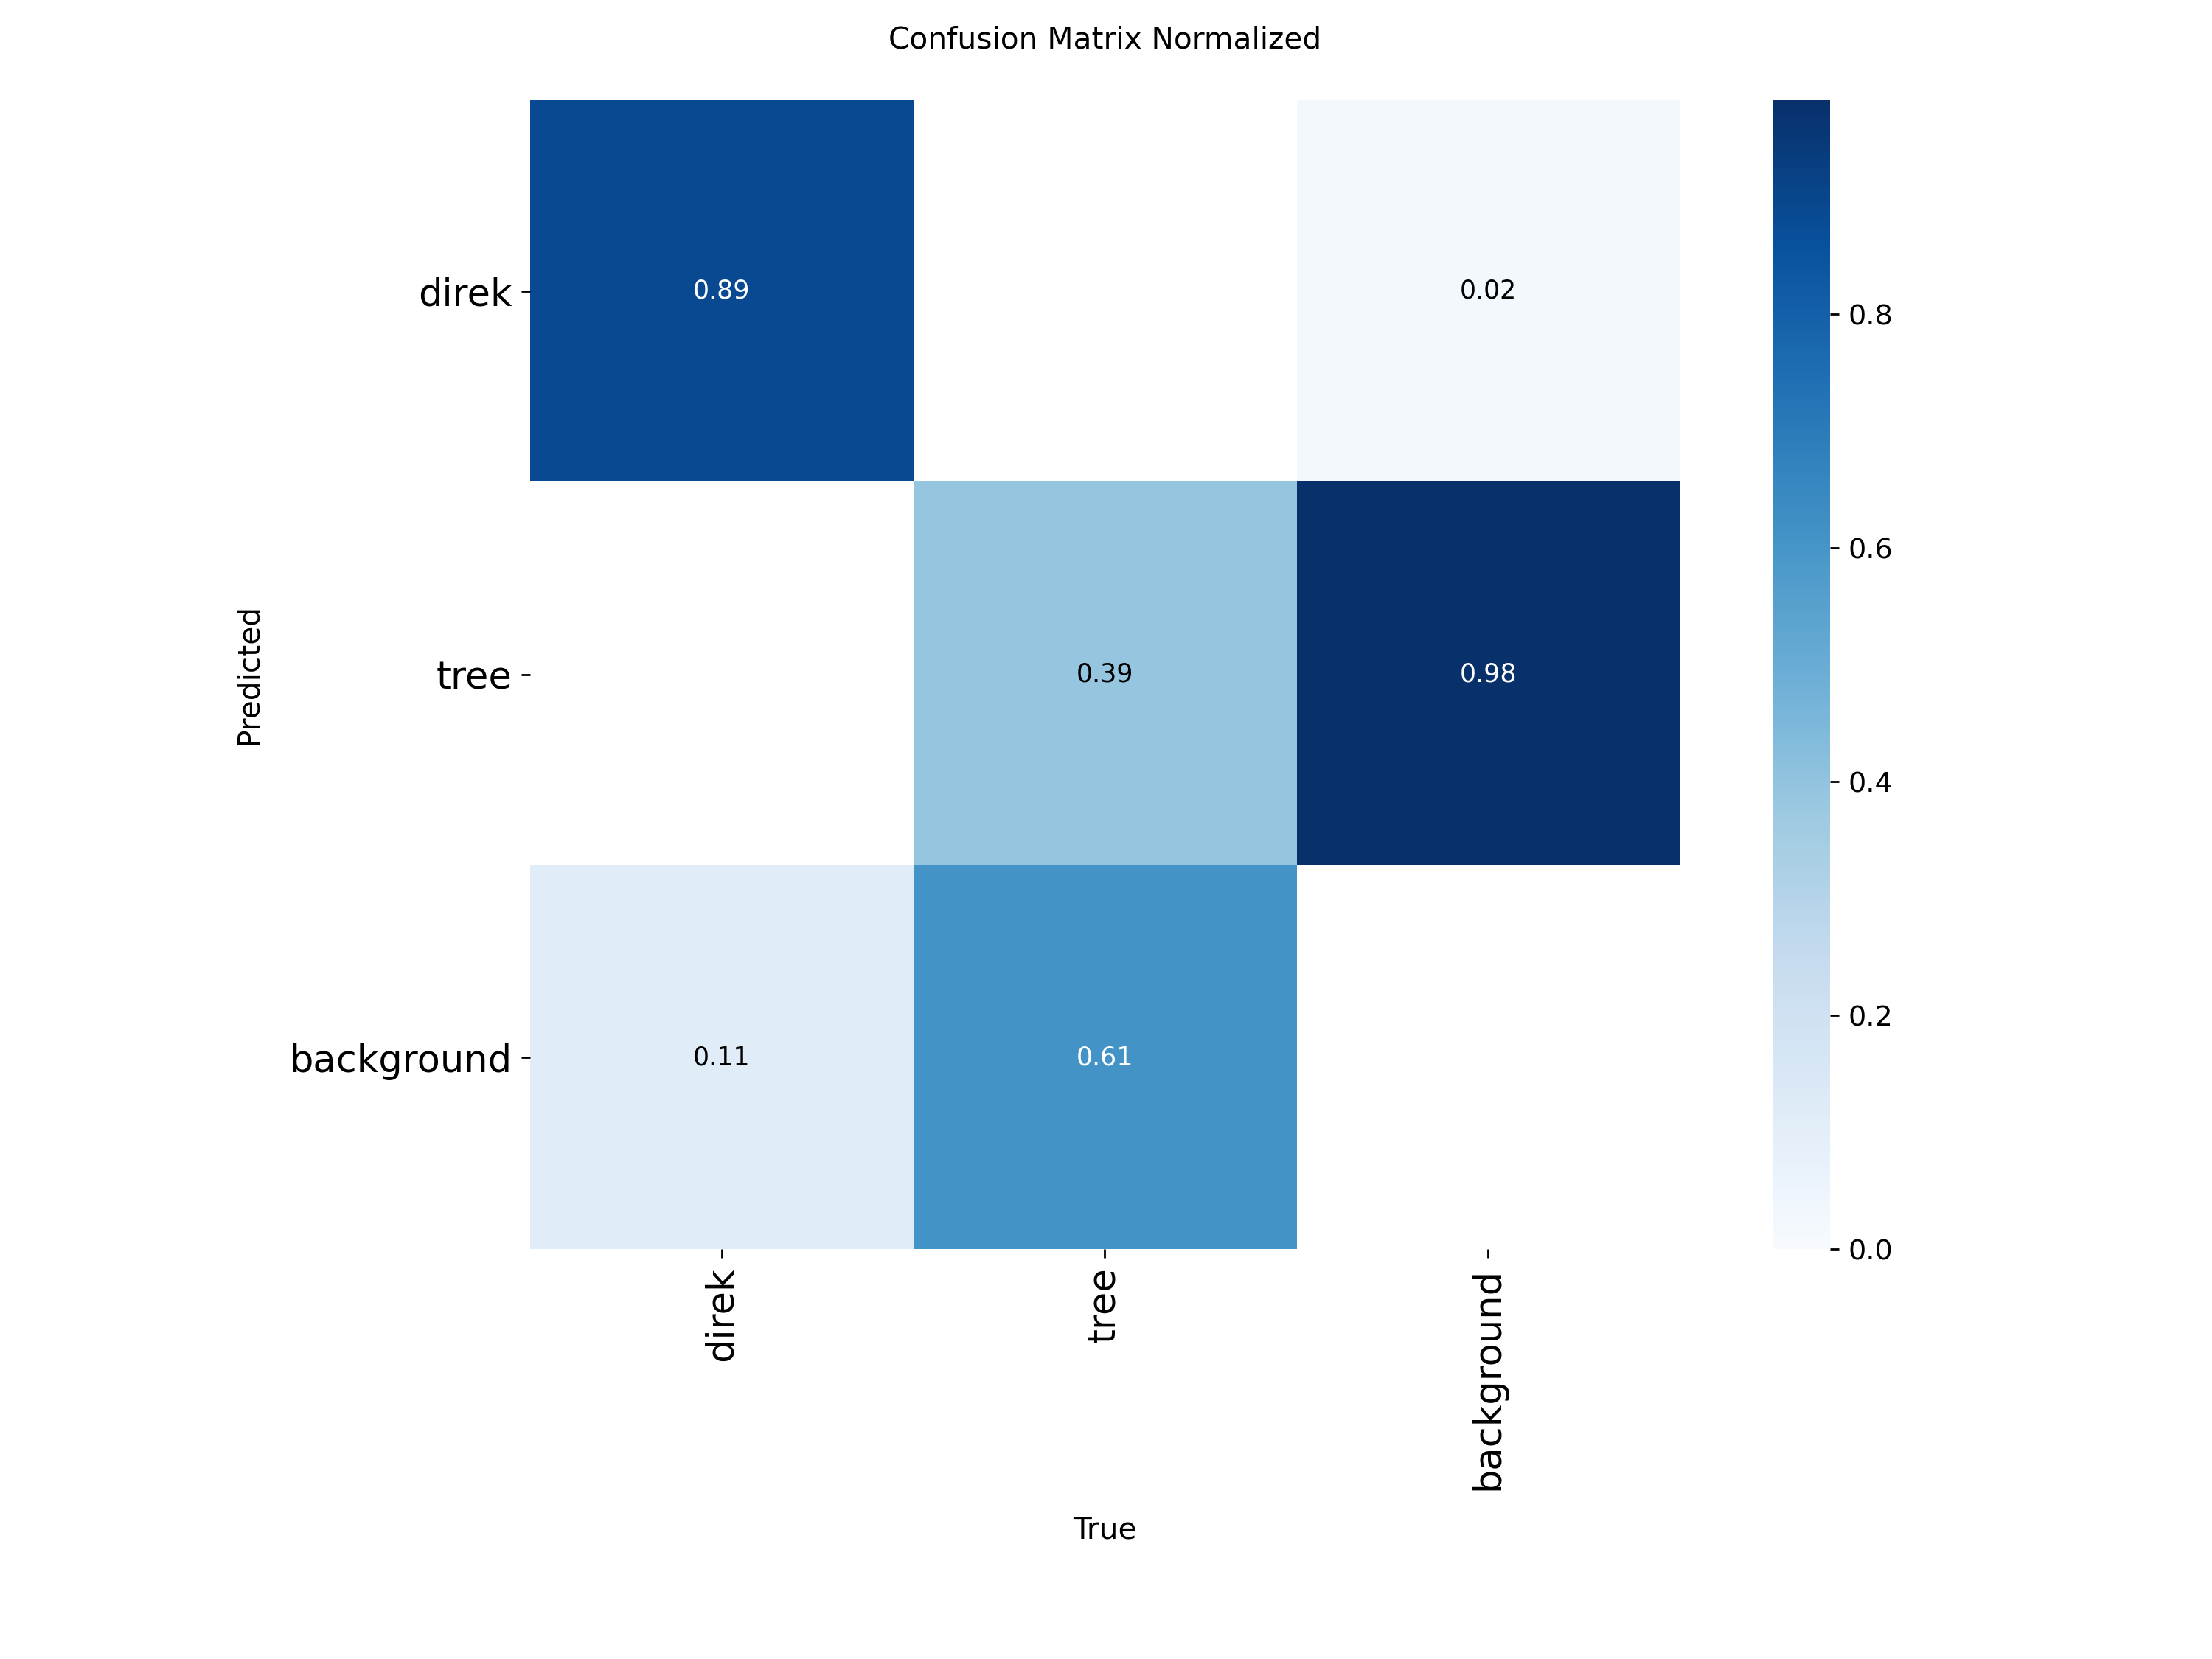 Confusion Matrix Normalized
direk
0.89
0.02
0.8
0.6
Predicted
tree
0.39
0.98
0.4
background
0.11
0.61
0.2
0.0
direk
tree
background
True